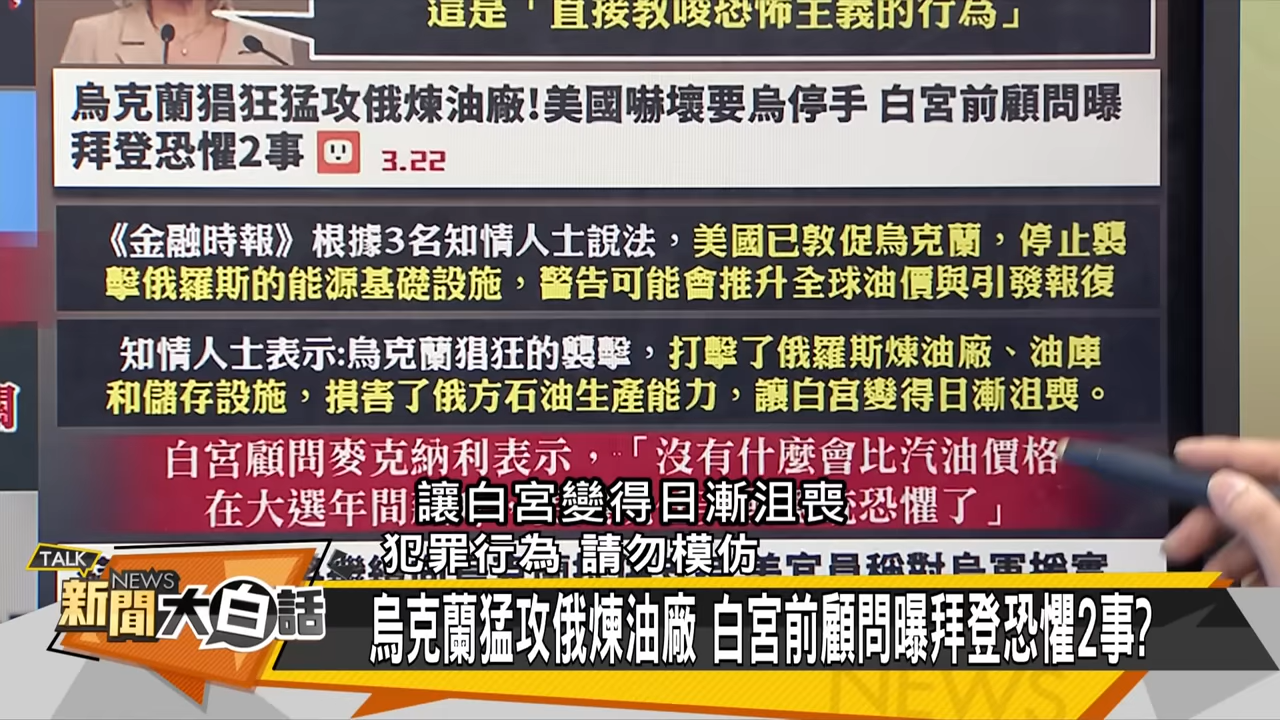 這是「直接教唆恐怖主義的行為」
烏克蘭猖狂猛攻俄煉油廠!美國嚇壞要烏停手 白宮前顧問曝
拜登恐懼2事 3.22
《金融時報》根據3名知情人士說法，美國已敦促烏克蘭，停止襲
擊俄羅斯的能源基礎設施，警告可能會推升全球油價與引發報復
知情人士表示:烏克蘭猖狂的襲擊，打擊了俄羅斯煉油廠、油庫
和儲存設施，損害了俄方石油生產能力，讓白宮變得日漸沮喪。
白宮顧問麥克納利表示，「沒有什麼會比汽油價格
在大選年間 恐懼了」
讓白宮變得日漸沮喪
犯罪行為 請勿模仿
美官員稱對烏軍援實
TALK
NEWS
新聞大白話
烏克蘭猛攻俄煉油廠 白宮前顧問曝拜登恐懼2事?
NEWS